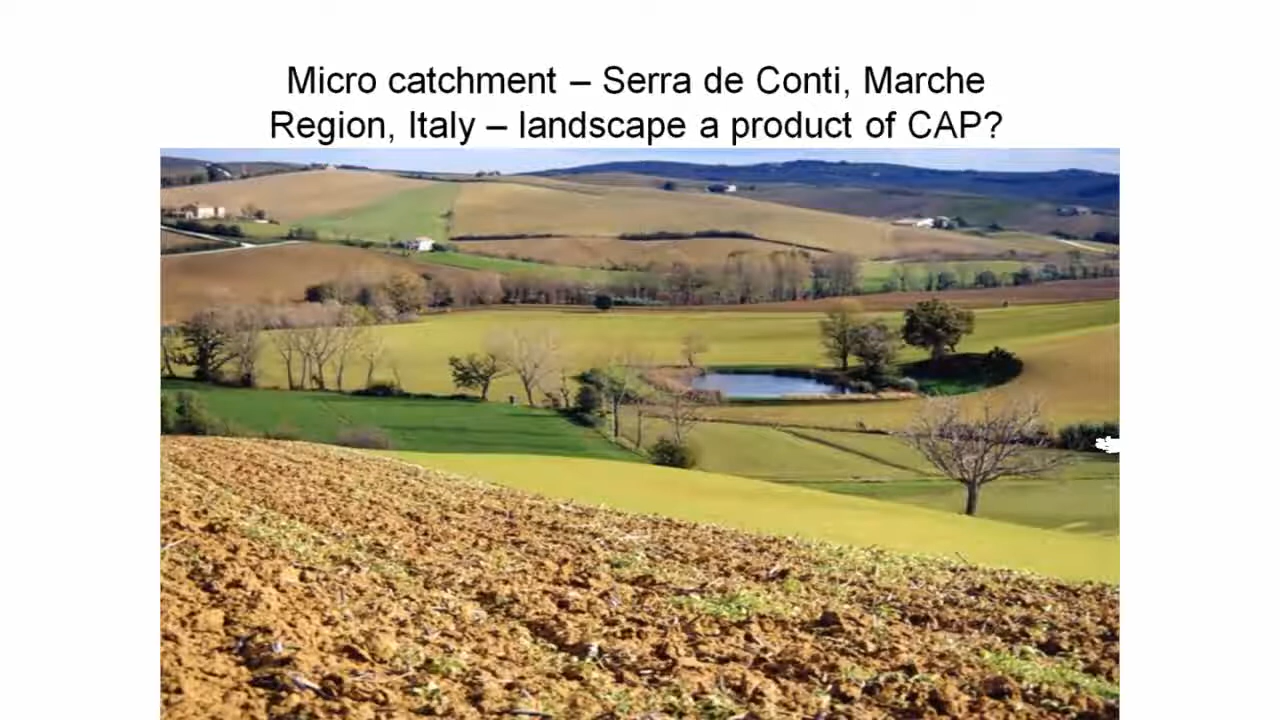 Micro catchment – Serra de Conti, Marche
Region, Italy – landscape a product of CAP?